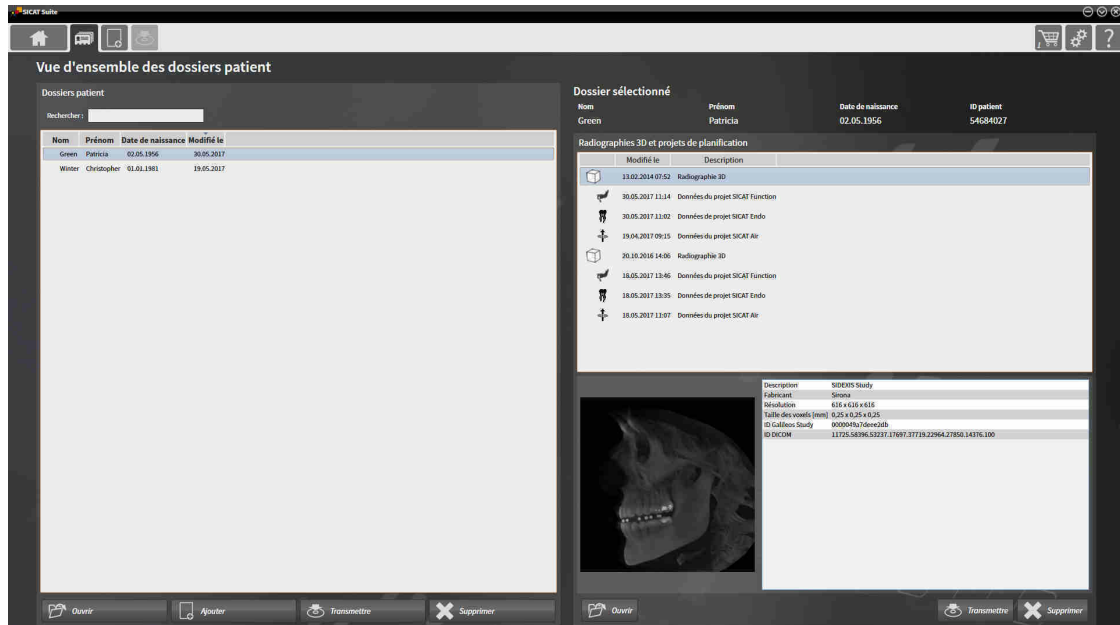 SICAT Suite
Vue d'ensemble des dossiers patient
Dossiers patient
Rechercher :
Nom Prénom Date de naissance Modifié le
Green Patricia 02.05.1956 30.05.2017
Winter Christopher 01.01.1981 19.05.2017
Ouvrir Ajouter Transmettre Supprimer
Dossier sélectionné
Nom Prénom Date de naissance ID patient
Green Patricia 02.05.1956 54684027
Radiographies 3D et projets de planification
Modifié le Description
13.02.2014 07:52 Radiographie 3D
30.05.2017 11:14 Données du projet SICAT Function
30.05.2017 11:02 Données de projet SICAT Endo
19.04.2017 09:15 Données du projet SICAT Air
20.10.2016 14:06 Radiographie 3D
18.05.2017 13:46 Données du projet SICAT Function
18.05.2017 13:35 Données de projet SICAT Endo
18.05.2017 11:07 Données du projet SICAT Air
Description SIDEXIS Study
Fabricant Sirona
Résolution 616 x 616 x 616
Taille des voxels [mm] 0,25 x 0,25 x 0,25
ID Galileos Study 0000049a7deee2db
ID DICOM 11725.58396.53237.17697.37719.22964.27850.14376.100
Ouvrir Transmettre Supprimer